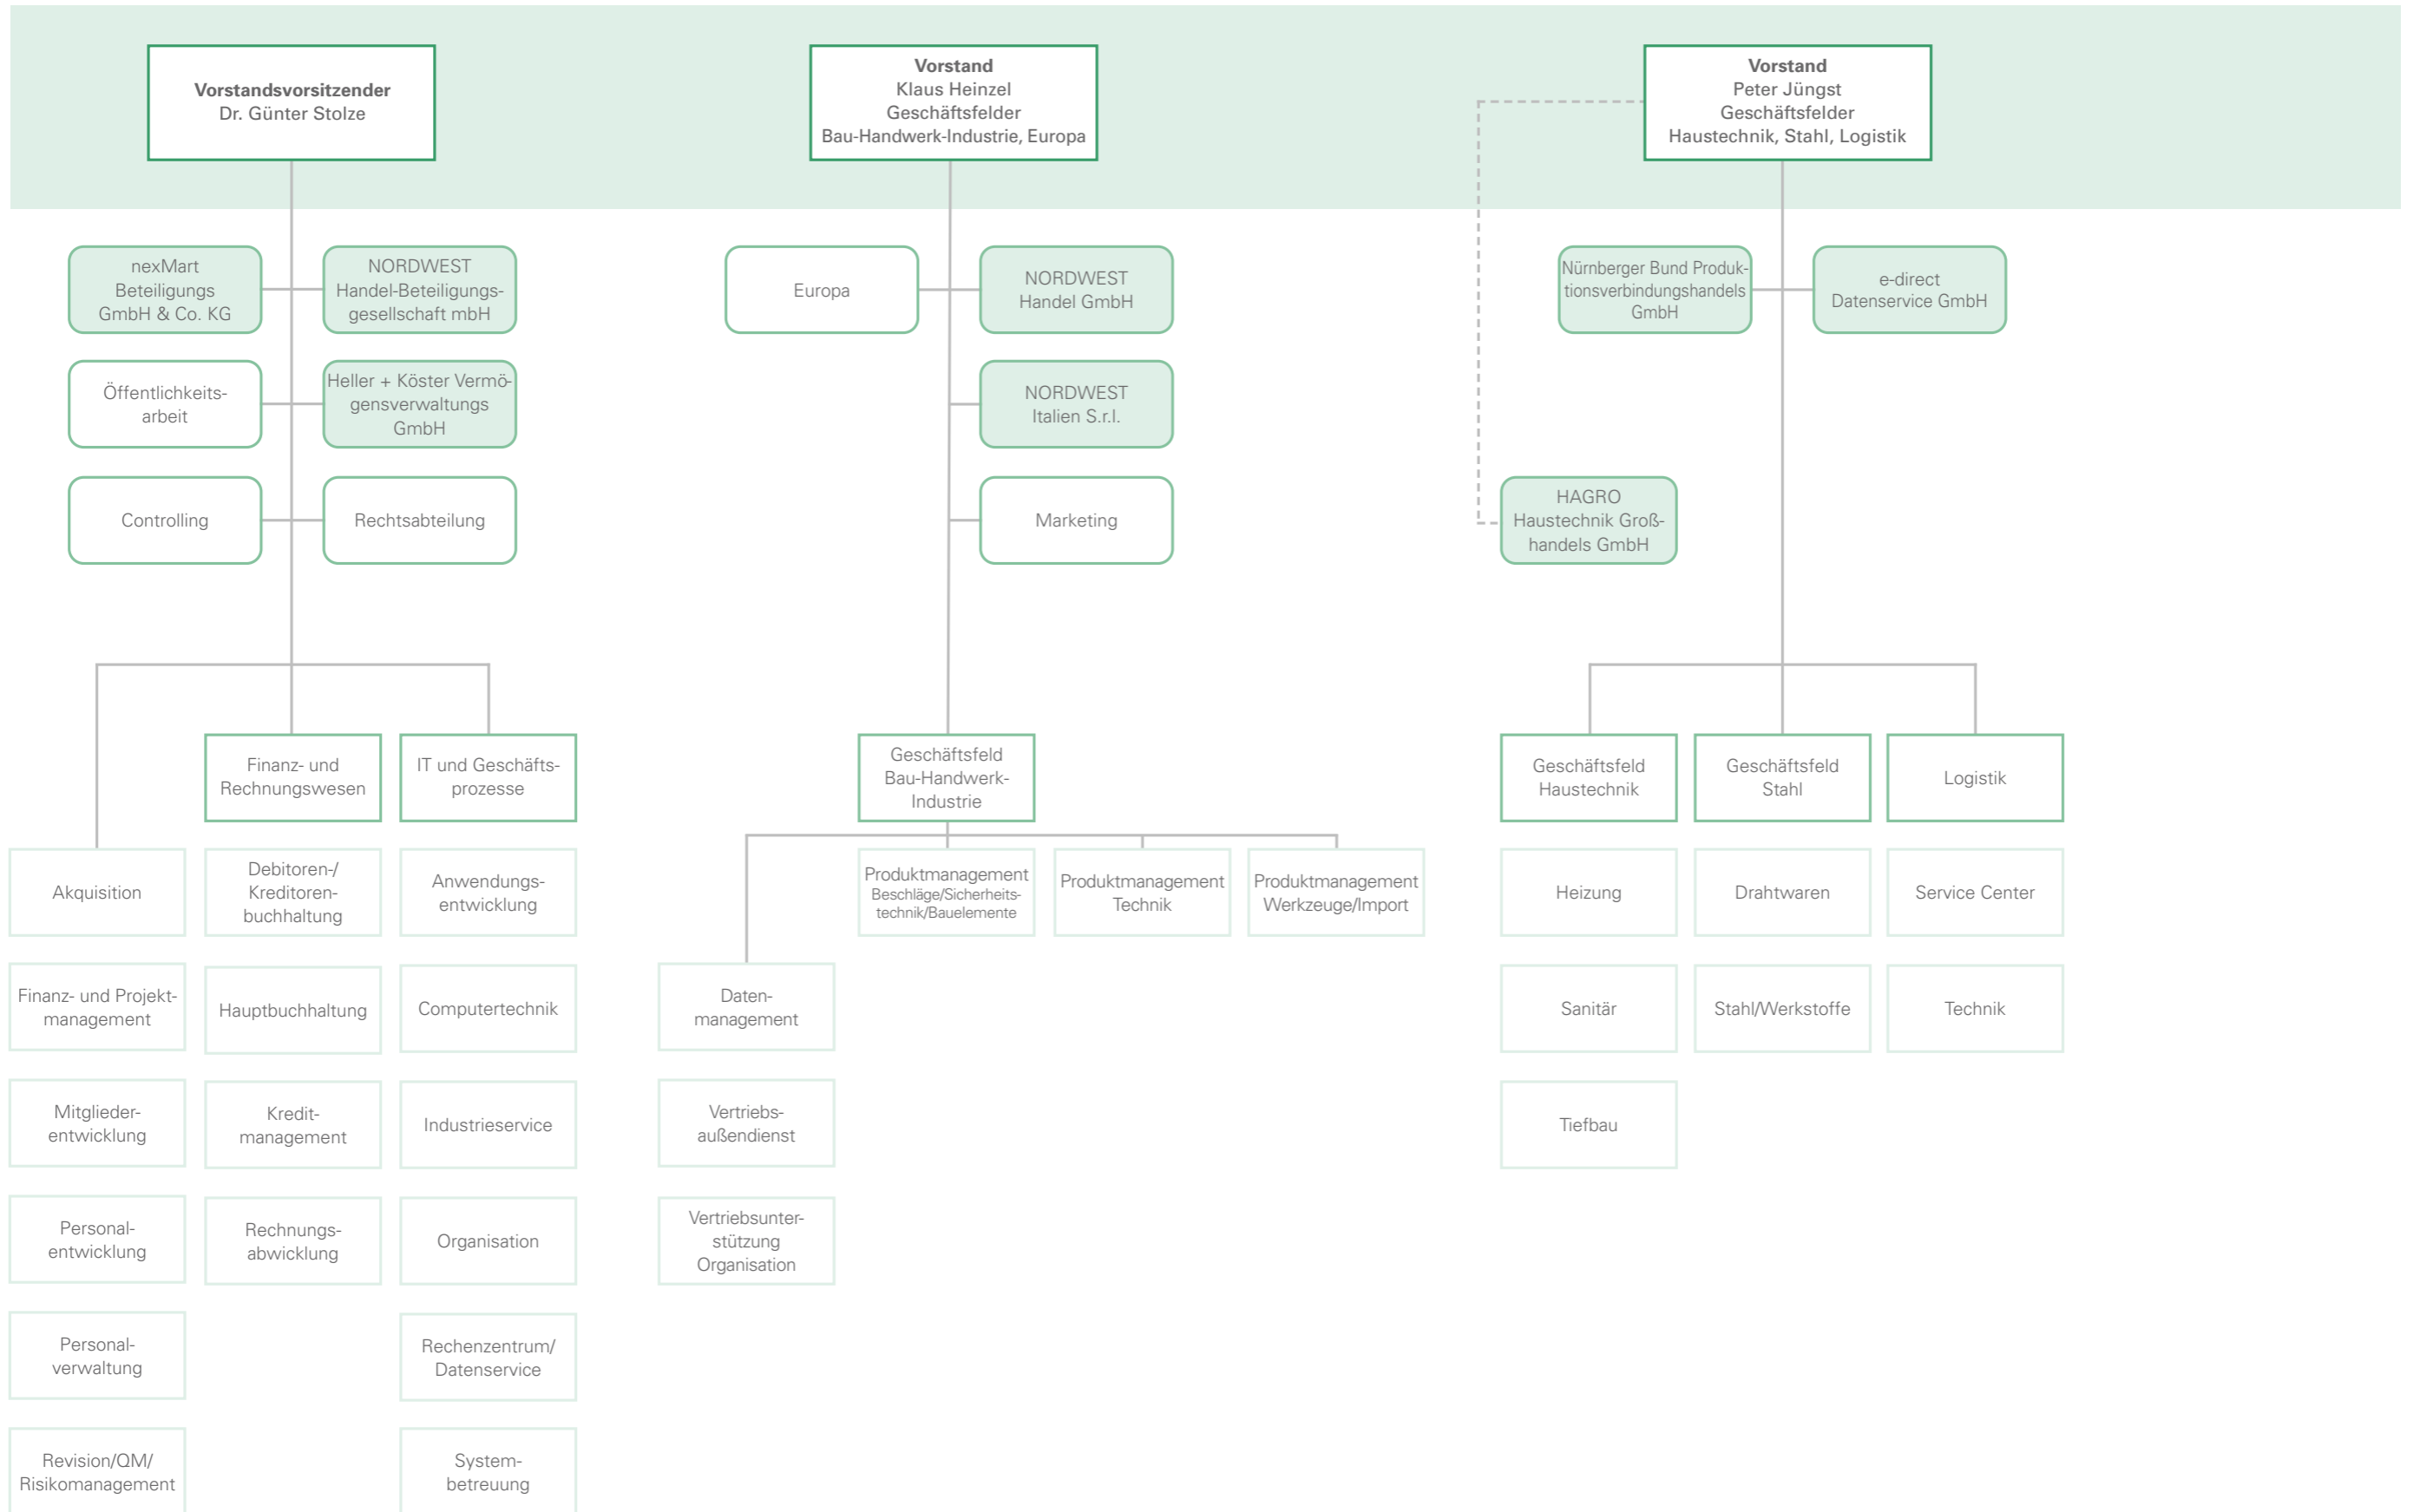 Vorstandsvorsitzender
Dr. Günter Stolze
Vorstand
Klaus Heinzel
Geschäftsfelder
Bau-Handwerk-Industrie, Europa
Vorstand
Peter Jüngst
Geschäftsfelder
Haustechnik, Stahl, Logistik
nexMart
Beteiligungs
GmbH & Co. KG
NORDWEST
Handel-Beteiligungs-
gesellschaft mbH
Europa
NORDWEST
Handel GmbH
Nürnberger Bund Produk-
tionsverbindungshandels
GmbH
e-direct
Datenservice GmbH
Öffentlichkeits-
arbeit
Heller + Köster Vermö-
gensverwaltungs
GmbH
NORDWEST
Italien S.r.l.
Controlling
Rechtsabteilung
Marketing
HAGRO
Haustechnik Groß-
handels GmbH
Finanz- und
Rechnungswesen
IT und Geschäfts-
prozesse
Geschäftsfeld
Bau-Handwerk-
Industrie
Geschäftsfeld
Haustechnik
Geschäftsfeld
Stahl
Logistik
Akquisition
Debitoren-/
Kreditoren-
buchhaltung
Anwendungs-
entwicklung
Produktmanagement
Beschläge/Sicherheits-
technik/Bauelemente
Produktmanagement
Technik
Produktmanagement
Werkzeuge/Import
Heizung
Drahtwaren
Service Center
Finanz- und Projekt-
management
Hauptbuchhaltung
Computertechnik
Daten-
management
Sanitär
Stahl/Werkstoffe
Technik
Mitglieder-
entwicklung
Kredit-
management
Industrieservice
Vertriebs-
außendienst
Tiefbau
Personal-
entwicklung
Rechnungs-
abwicklung
Organisation
Vertriebsunter-
stützung
Organisation
Personal-
verwaltung
Rechenzentrum/
Datenservice
Revision/QM/
Risikomanagement
System-
betreuung